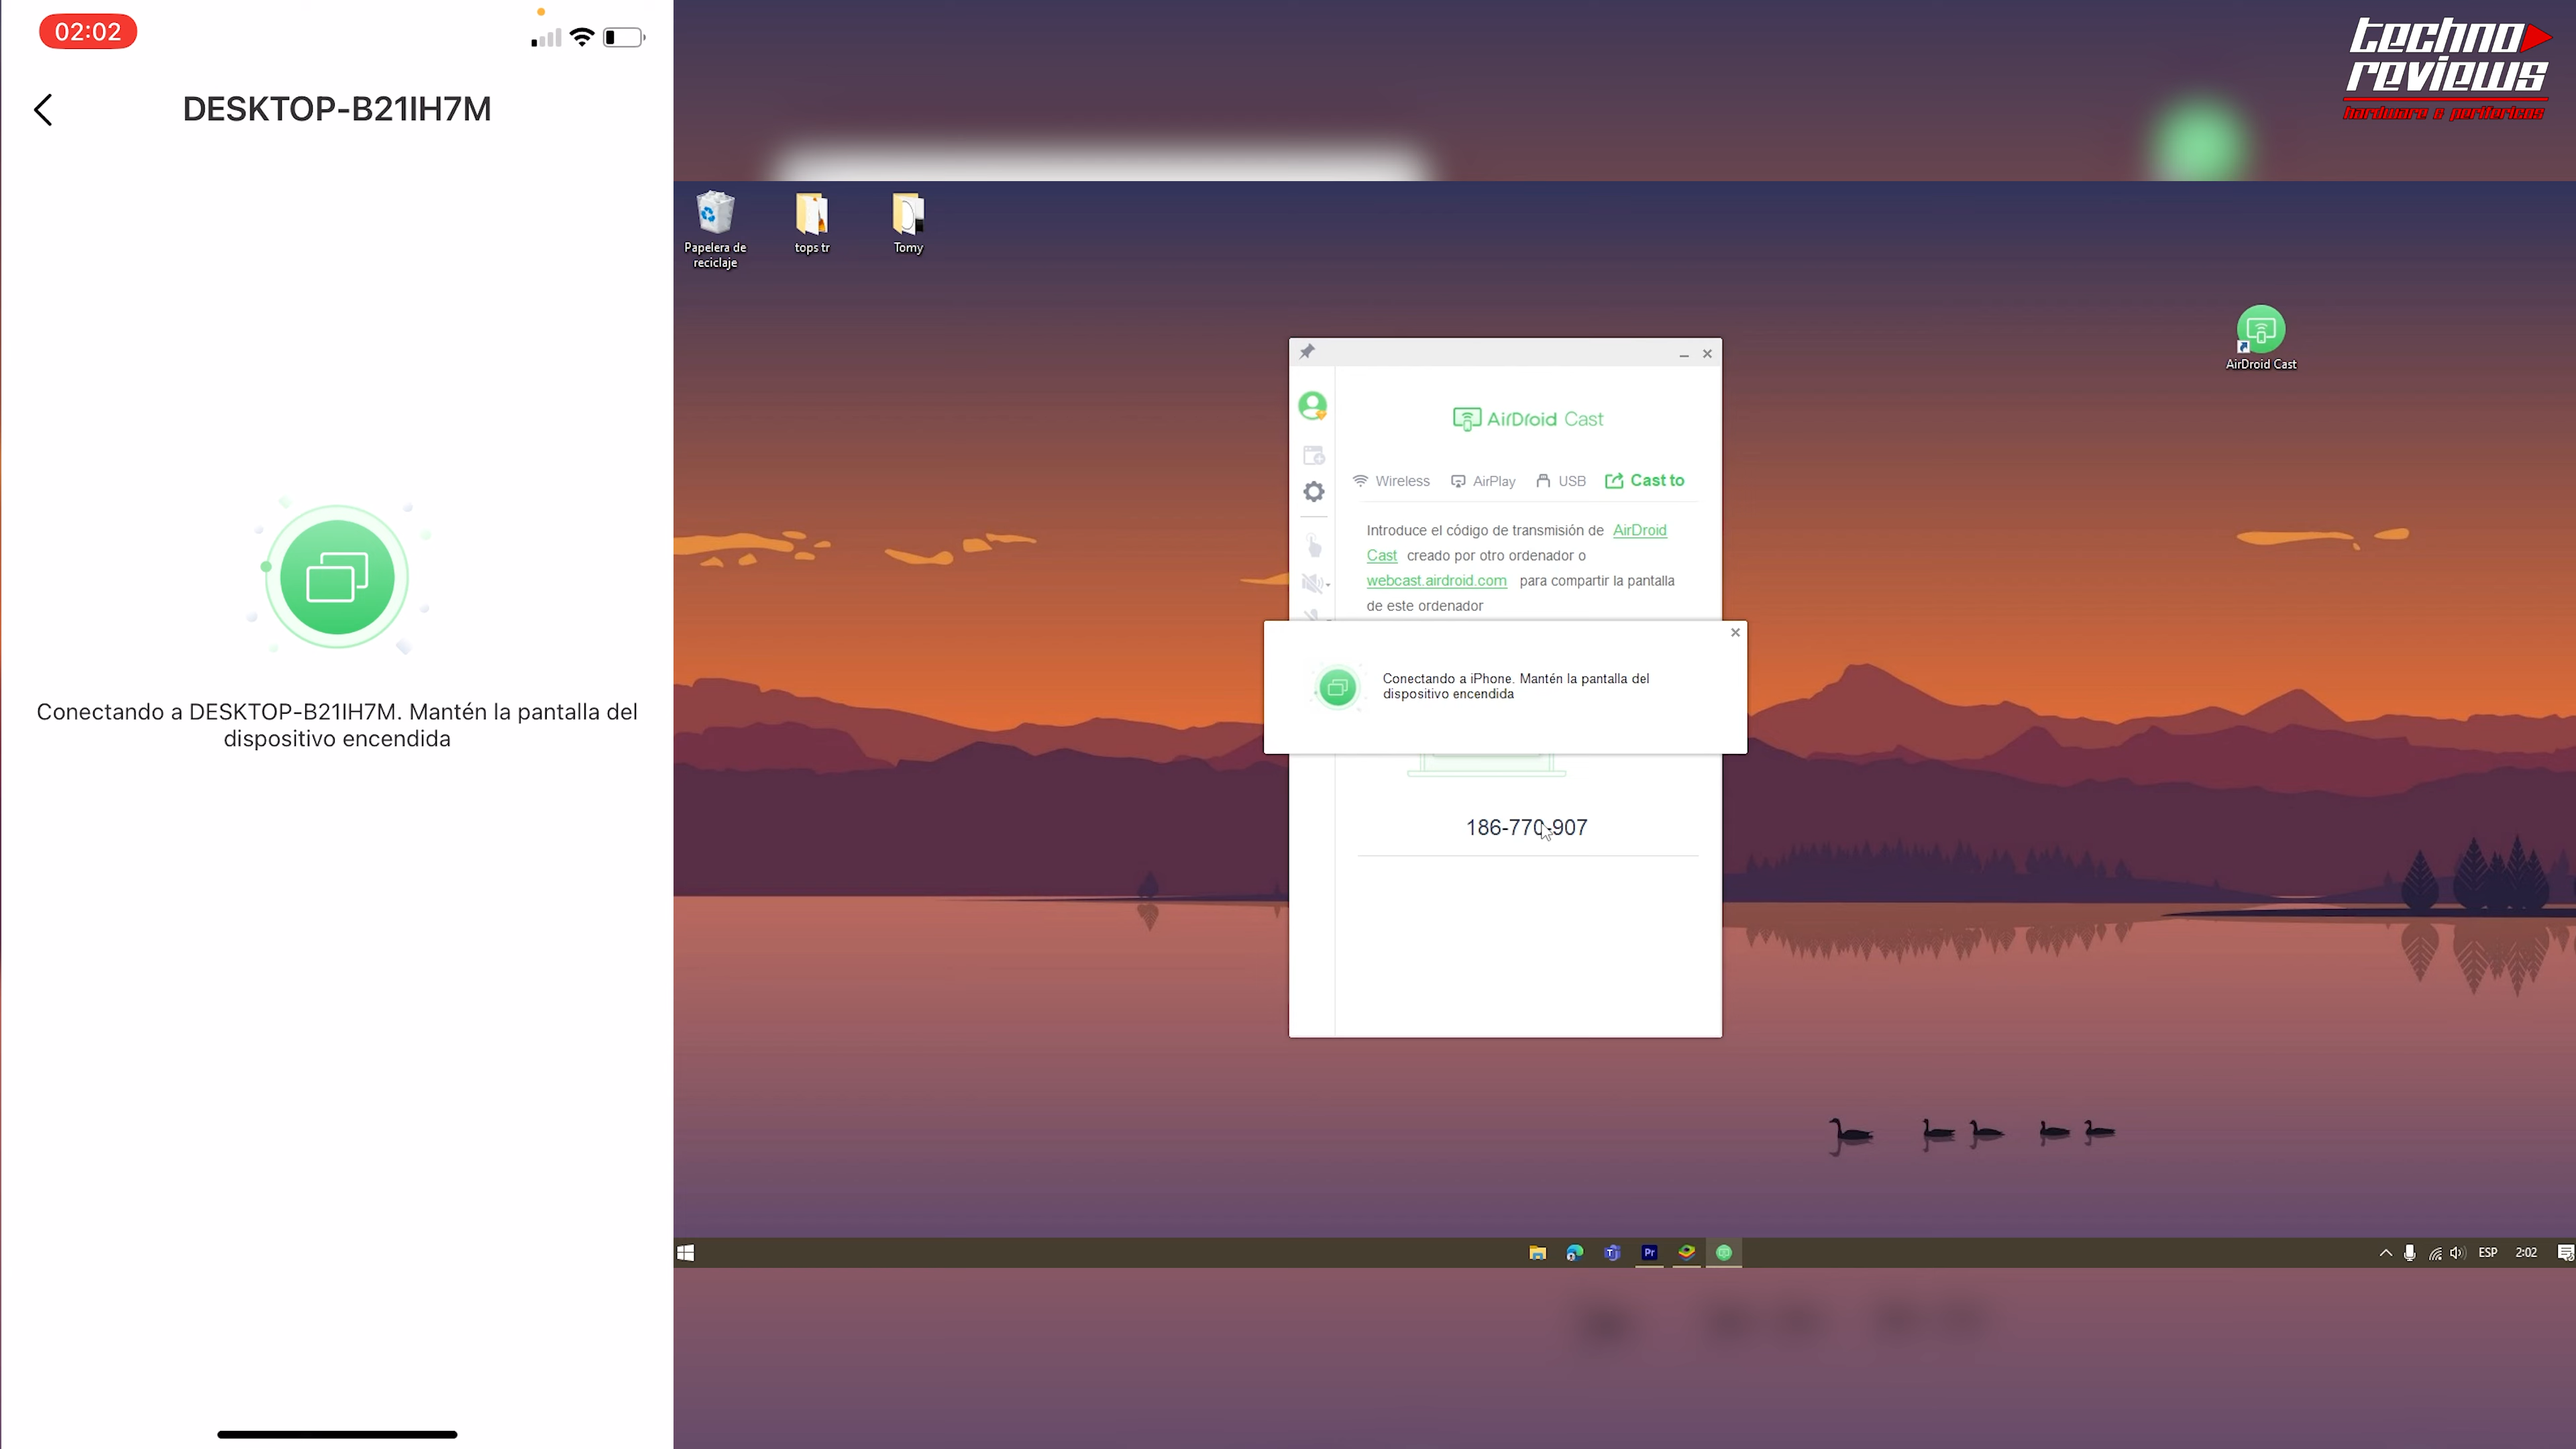 02:02
DESKTOP-B21IH7M
Conectando a DESKTOP-B21IH7M. Mantén la pantalla del
dispositivo encendida
techno
reviews
hardware & perifericos
Papelera de
reciclaje
tops tr
Tomy
AirDroid Cast
AirDroid Cast
Wireless
AirPlay
USB
Cast to
Introduce el código de transmisión de AirDroid
Cast creado por otro ordenador o
webcast.airdroid.com para compartir la pantalla
de este ordenador
Conectando a iPhone. Mantén la pantalla del
dispositivo encendida
186-770-907
Pr
ESP
2:02